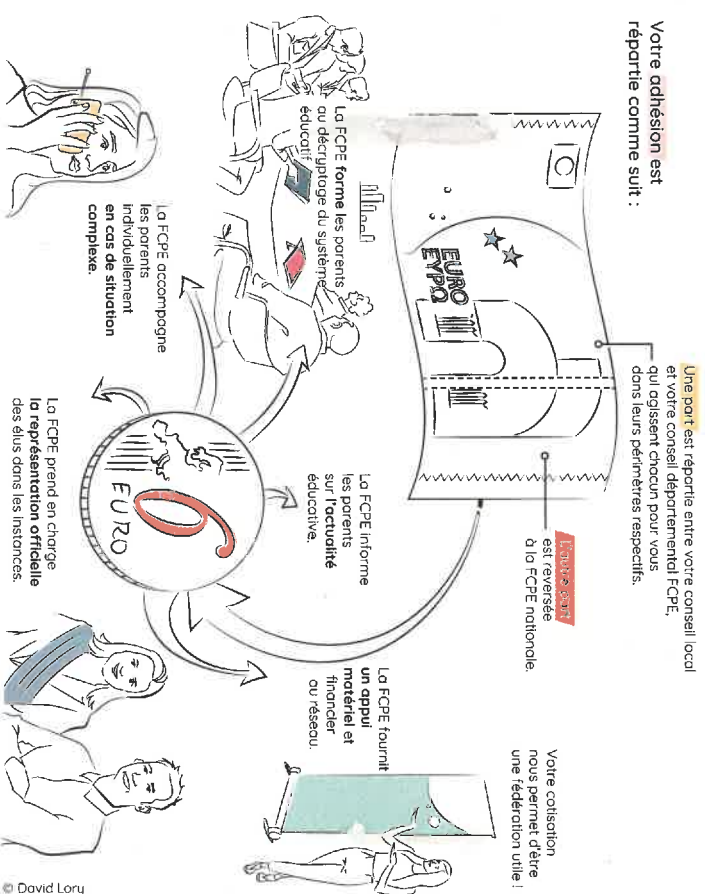 Votre adhésion est
répartie comme suit :
Une part est répartie entre votre conseil local
et votre conseil départemental FCPE,
qui agissent chacun pour vous
dans leurs périmètres respectifs.
L'autre part
est reversée
à la FCPE nationale.
EURO
EYPΩ
Votre cotisation
nous permet d'être
une fédération utile !
La FCPE forme les parents
au décryptage du système
éducatif.
La FCPE informe
les parents
sur l'actualité
éducative.
La FCPE fournit
un appui
matériel et
financier
au réseau.
La FCPE accompagne
les parents
individuellement
en cas de situation
complexe.
6
EURO
La FCPE prend en charge
la représentation officielle
des élus dans les instances.
© David Lory